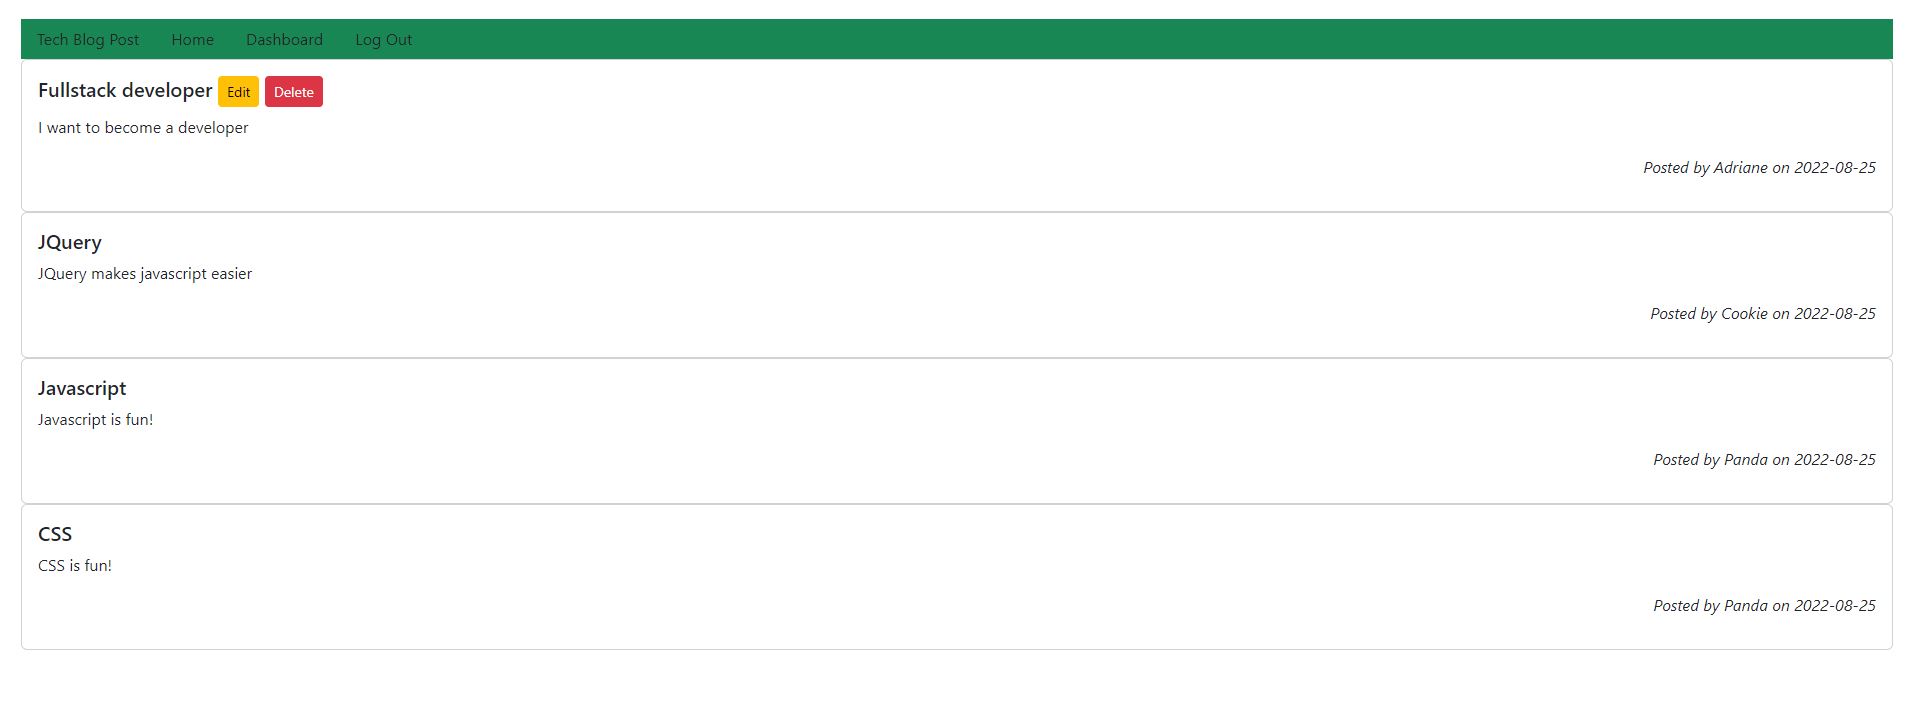 Tech Blog Post Home Dashboard Log Out
Fullstack developer Edit Delete
I want to become a developer
Posted by Adriane on 2022-08-25
JQuery
JQuery makes javascript easier
Posted by Cookie on 2022-08-25
Javascript
Javascript is fun!
Posted by Panda on 2022-08-25
CSS
CSS is fun!
Posted by Panda on 2022-08-25